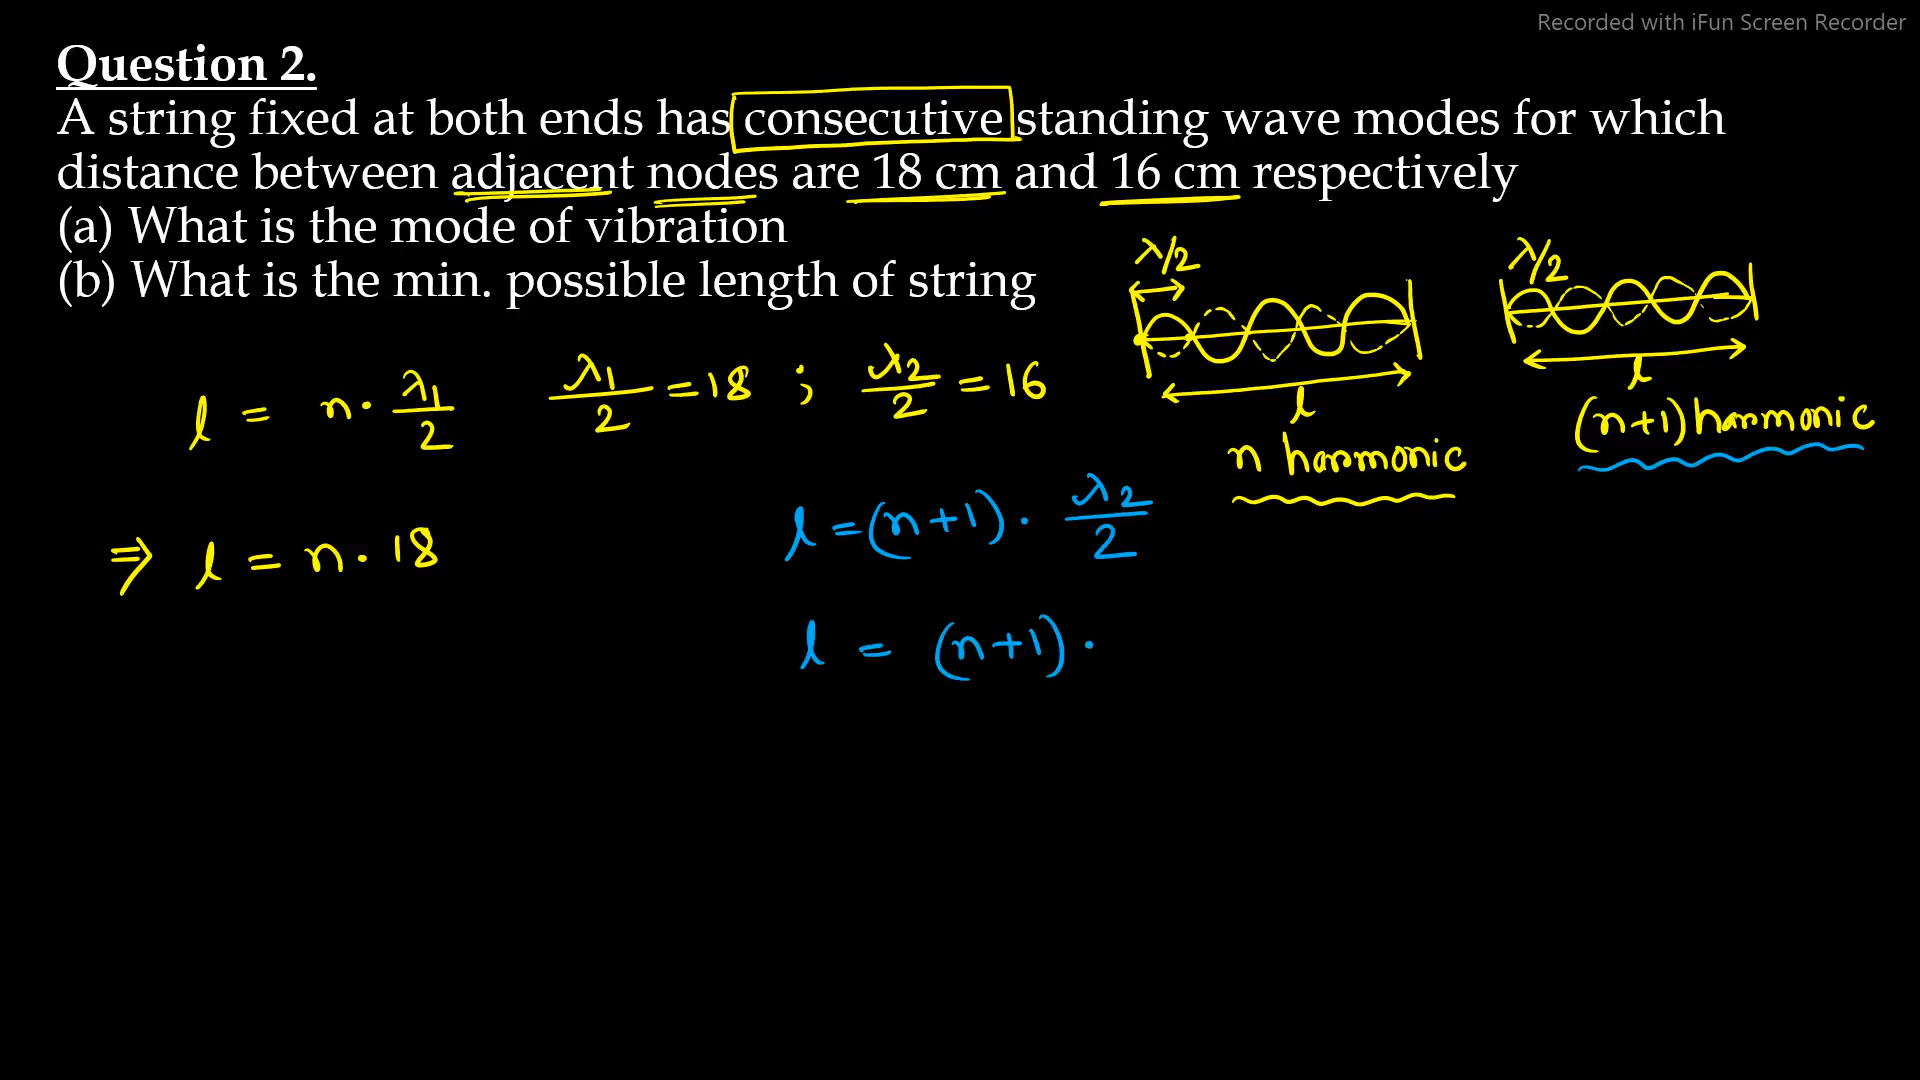 Recorded with iFun Screen Recorder
Question 2.
A string fixed at both ends has consecutive standing wave modes for which
distance between adjacent nodes are 18 cm and 16 cm respectively
(a) What is the mode of vibration
(b) What is the min. possible length of string
λ/2
λ/2
l
l
n harmonic
(n+1) harmonic
l = n · λ1/2
λ1/2 = 18 ; λ2/2 = 16
l = (n+1) · λ2/2
⇒ l = n · 18
l = (n+1) ·